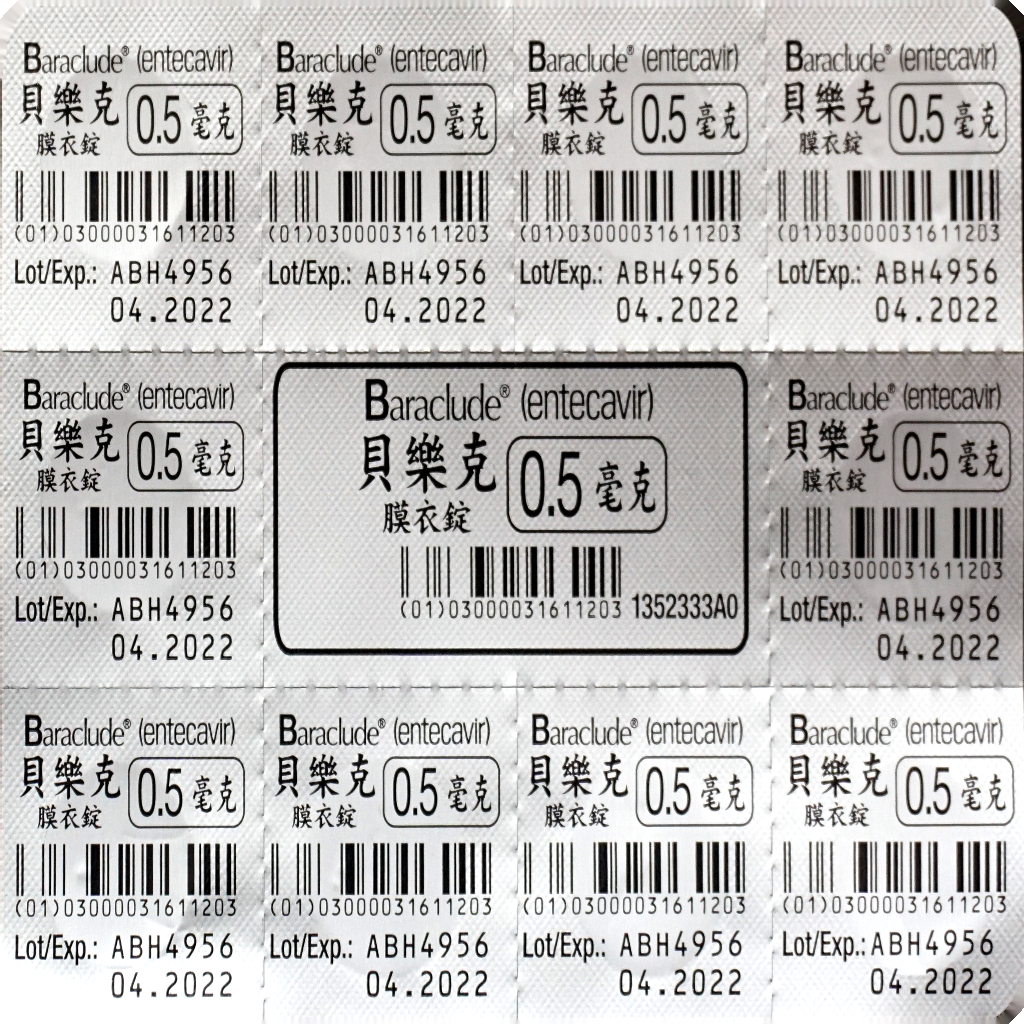 Baraclude® (entecavir)
貝樂克 0.5 毫克
膜衣錠
(01)03000031611203
Lot/Exp.: ABH4956
04.2022
Baraclude® (entecavir)
貝樂克 0.5 毫克
膜衣錠
(01)03000031611203
Lot/Exp.: ABH4956
04.2022
Baraclude® (entecavir)
貝樂克 0.5 毫克
膜衣錠
(01)03000031611203
Lot/Exp.: ABH4956
04.2022
Baraclude® (entecavir)
貝樂克 0.5 毫克
膜衣錠
(01)03000031611203
Lot/Exp.: ABH4956
04.2022
Baraclude® (entecavir)
貝樂克 0.5 毫克
膜衣錠
(01)03000031611203
Lot/Exp.: ABH4956
04.2022
Baraclude® (entecavir)
貝樂克 0.5 毫克
膜衣錠
(01)03000031611203 1352333A0
Baraclude® (entecavir)
貝樂克 0.5 毫克
膜衣錠
(01)03000031611203
Lot/Exp.: ABH4956
04.2022
Baraclude® (entecavir)
貝樂克 0.5 毫克
膜衣錠
(01)03000031611203
Lot/Exp.: ABH4956
04.2022
Baraclude® (entecavir)
貝樂克 0.5 毫克
膜衣錠
(01)03000031611203
Lot/Exp.: ABH4956
04.2022
Baraclude® (entecavir)
貝樂克 0.5 毫克
膜衣錠
(01)03000031611203
Lot/Exp.: ABH4956
04.2022
Baraclude® (entecavir)
貝樂克 0.5 毫克
膜衣錠
(01)03000031611203
Lot/Exp.: ABH4956
04.2022